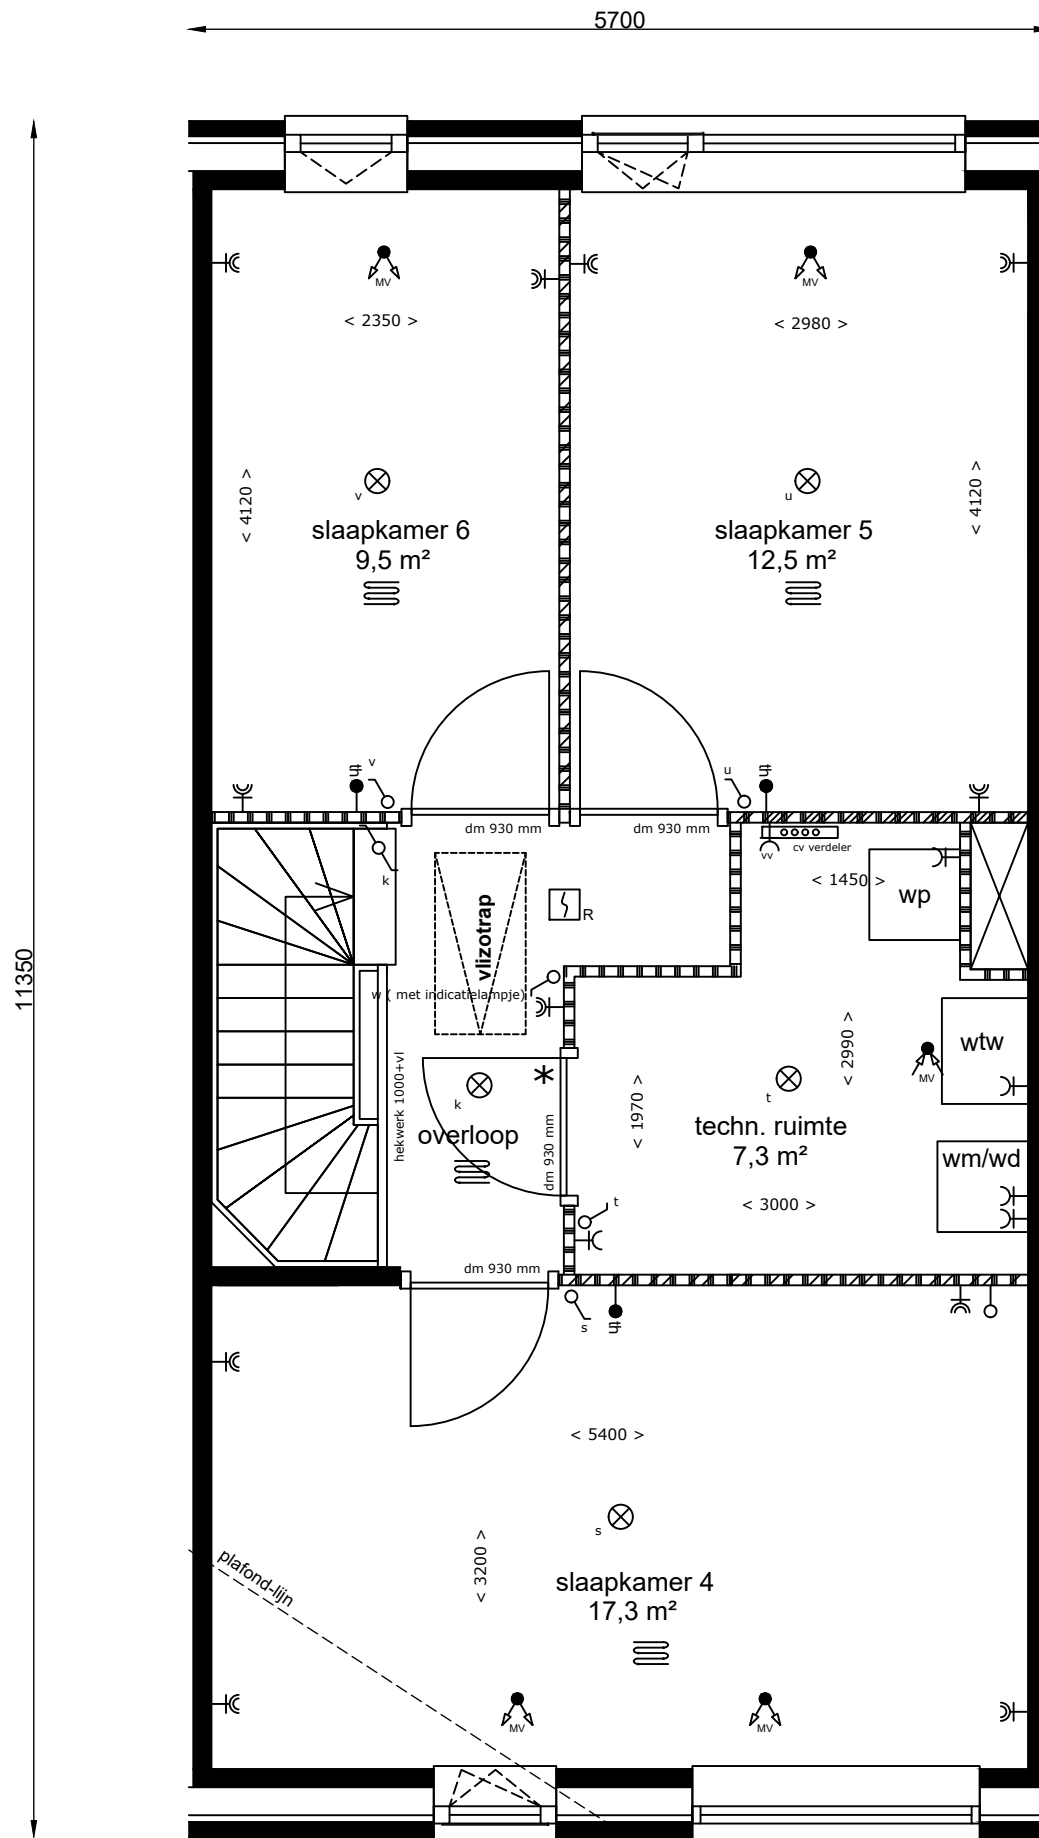 5700
11350
MV
MV
< 2350 >
< 2980 >
< 4120 >
< 4120 >
v
u
slaapkamer 6
9,5 m²
slaapkamer 5
12,5 m²
th
v
u
th
dm 930 mm
dm 930 mm
k
vv
cv verdeler
< 1450 >
wp
R
vlizotrap
w ( met indicatielampje)
hekwerk 1000+vl
k
overloop
dm 930 mm
< 1970 >
< 2990 >
wtw
MV
t
techn. ruimte
7,3 m²
wm/wd
< 3000 >
t
dm 930 mm
s
th
< 5400 >
s
< 3200 >
plafond-lijn
slaapkamer 4
17,3 m²
MV
MV